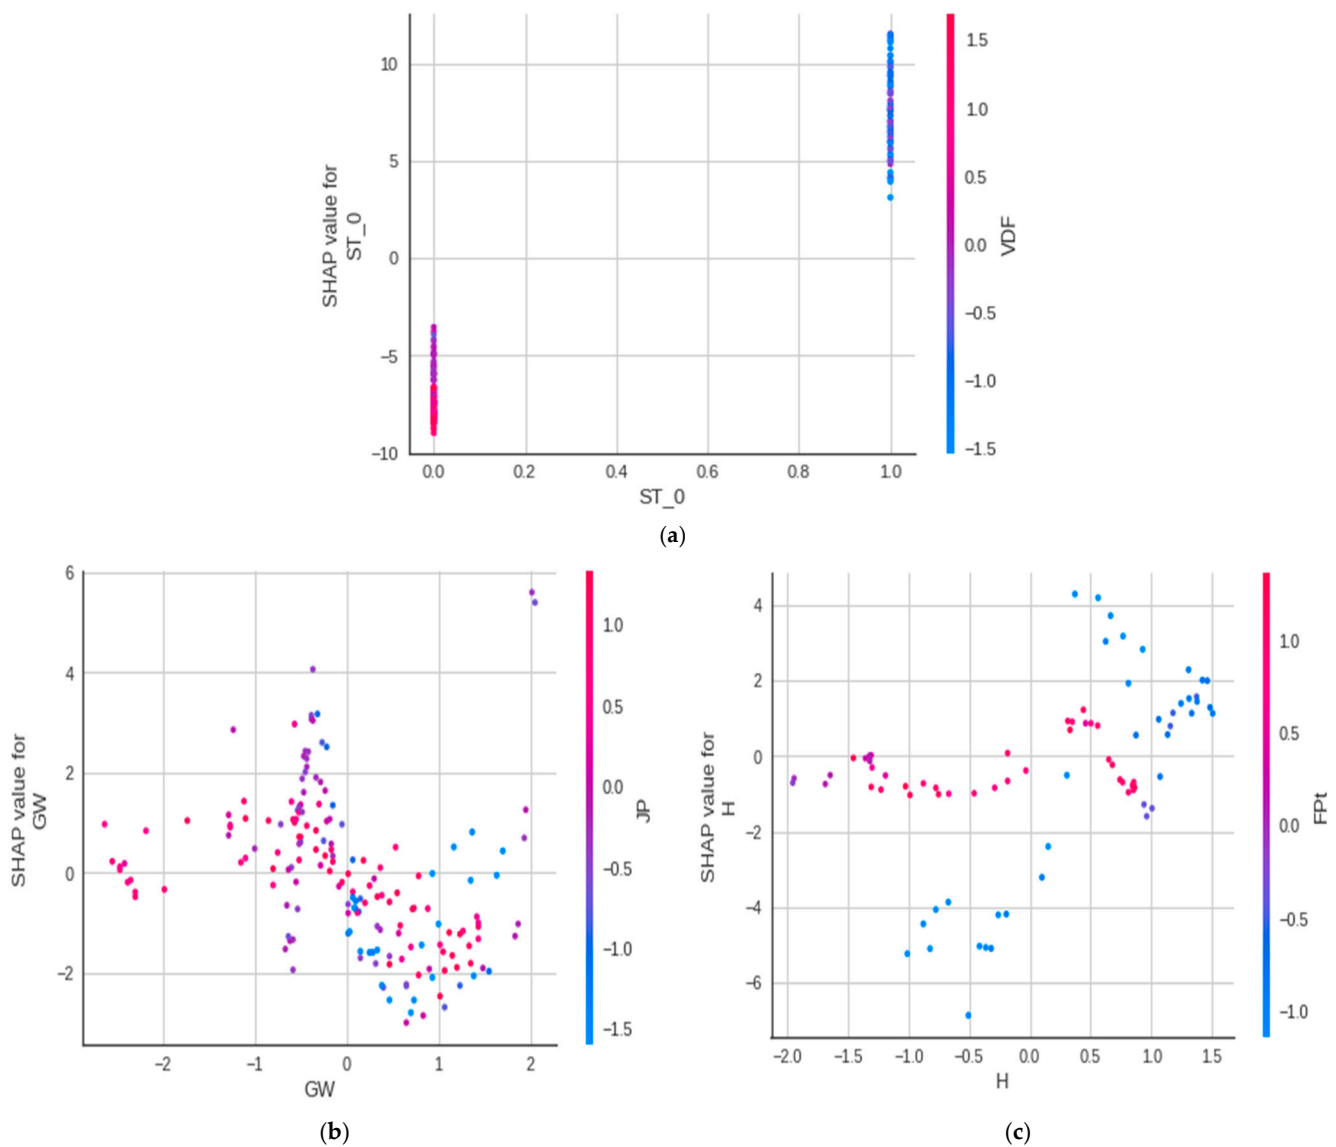 10
5
0
−5
−10
SHAP value for
ST_0
0.0 0.2 0.4 0.6 0.8 1.0
ST_0
1.5
1.0
0.5
0.0
−0.5
−1.0
−1.5
VDF
(a)
6
4
2
0
−2
SHAP value for
GW
−2 −1 0 1 2
GW
1.0
0.5
0.0
−0.5
−1.0
−1.5
JP
(b)
4
2
0
−2
−4
−6
SHAP value for
H
−2.0 −1.5 −1.0 −0.5 0.0 0.5 1.0 1.5
H
1.0
0.5
0.0
−0.5
−1.0
FPt
(c)